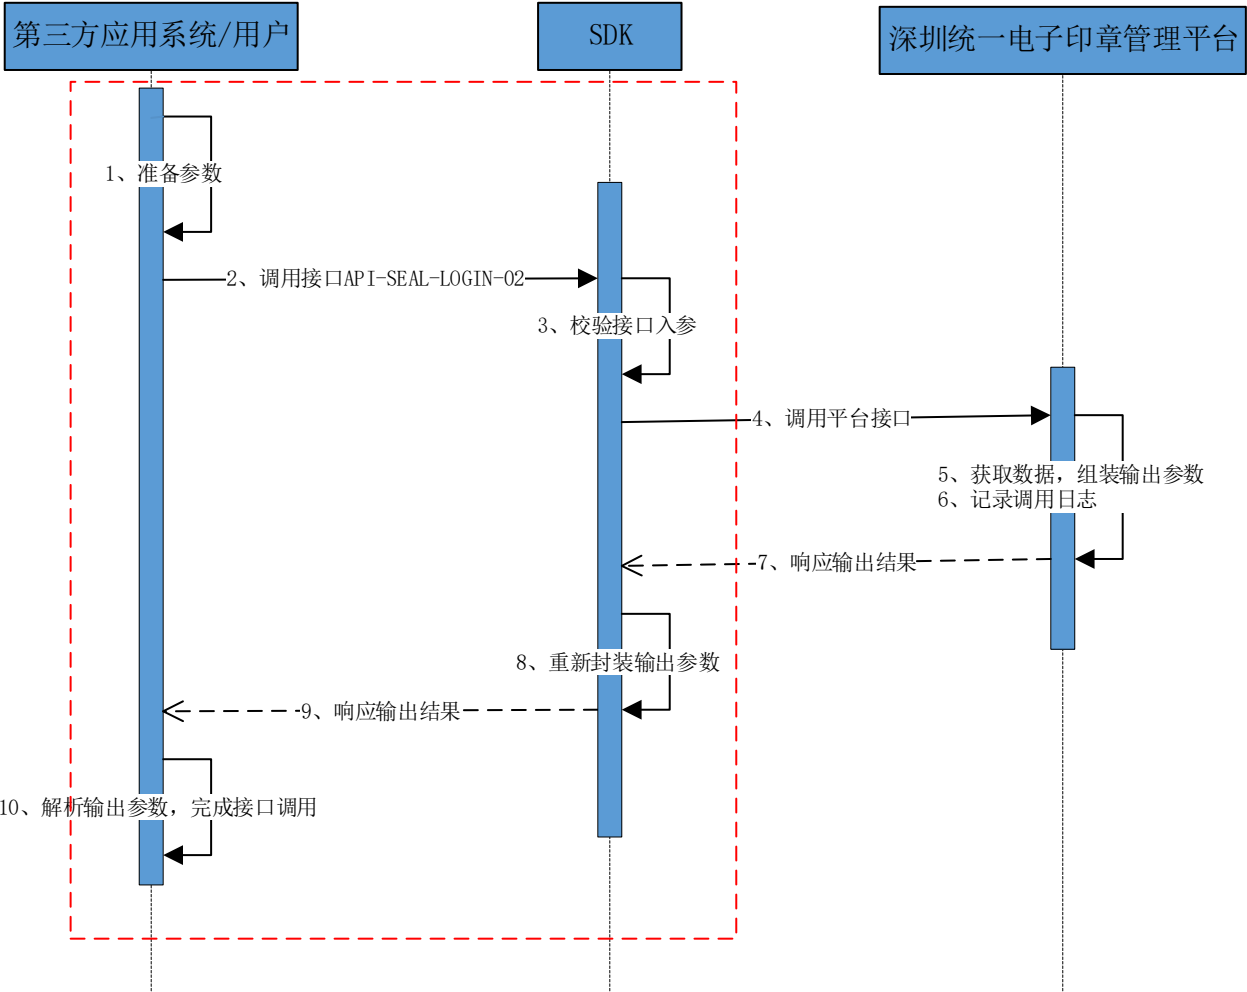 第三方应用系统/用户
SDK
深圳统一电子印章管理平台
1、准备参数
2、调用接口API-SEAL-LOGIN-02
3、校验接口入参
4、调用平台接口
5、获取数据，组装输出参数
6、记录调用日志
7、响应输出结果
8、重新封装输出参数
9、响应输出结果
10、解析输出参数，完成接口调用